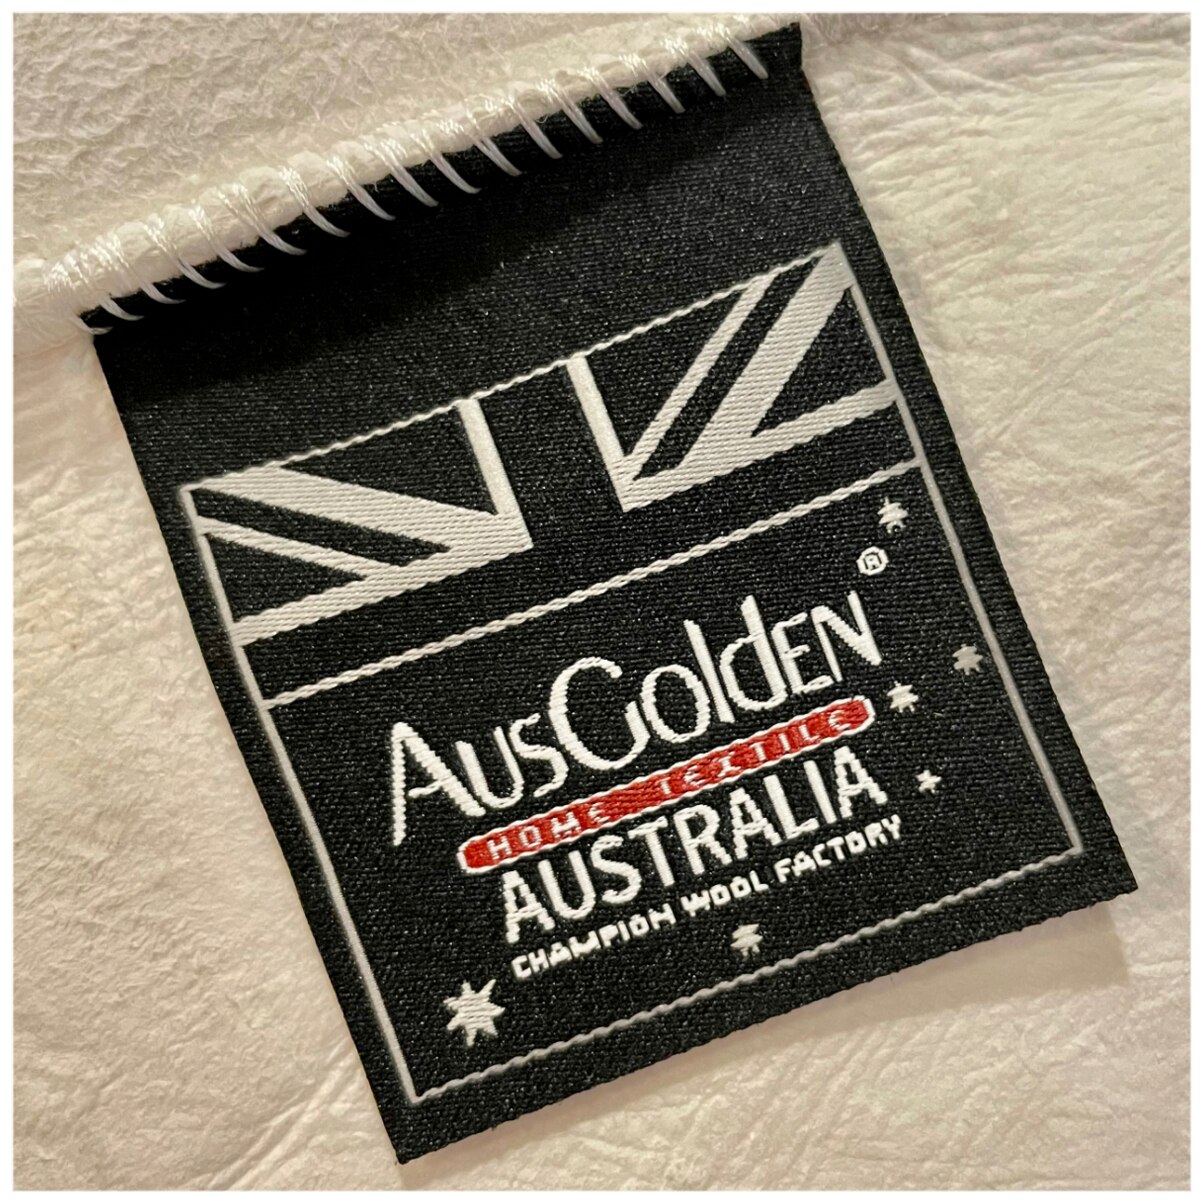 AusGoldEN®
HOME TEXTILE
AUSTRALIA
CHAMPION WOOL FACTORY